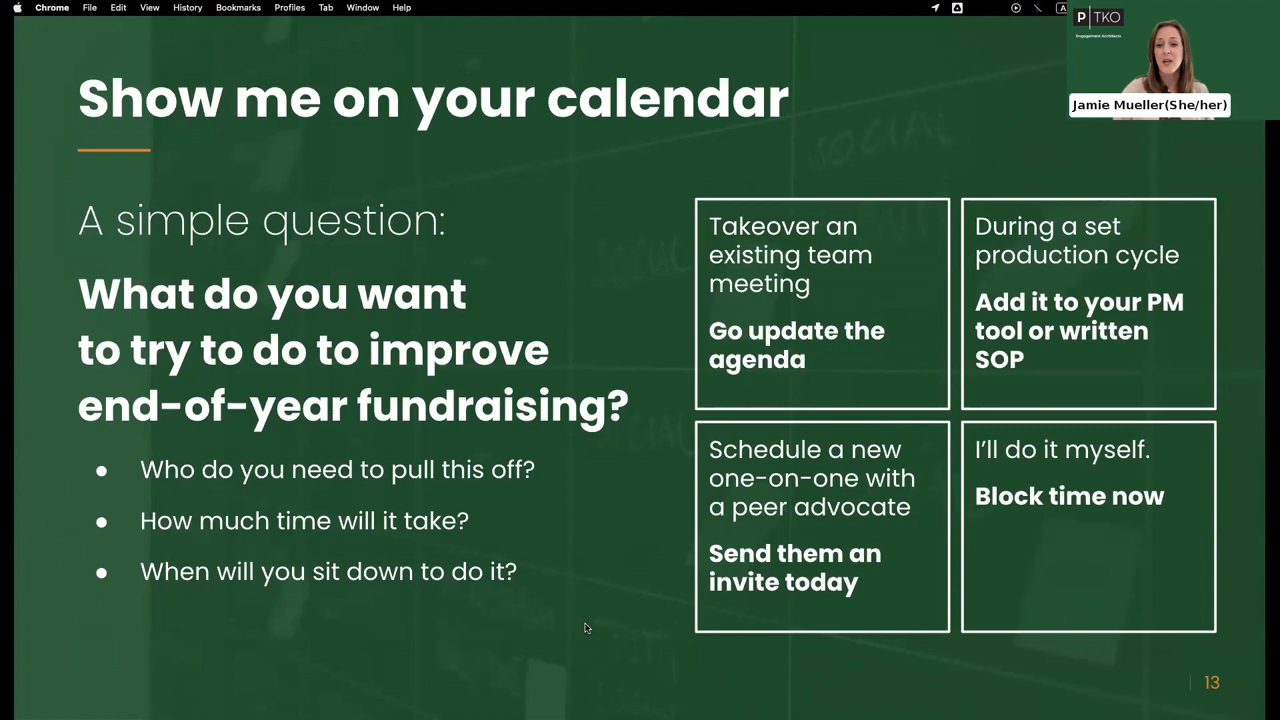 Chrome File Edit View History Bookmarks Profiles Tab Window Help
P TKO
Engagement Architects
Jamie Mueller(She/her)
Show me on your calendar
A simple question:
What do you want
to try to do to improve
end-of-year fundraising?
● Who do you need to pull this off?
● How much time will it take?
● When will you sit down to do it?
Takeover an
existing team
meeting
Go update the
agenda
During a set
production cycle
Add it to your PM
tool or written
SOP
Schedule a new
one-on-one with
a peer advocate
Send them an
invite today
I'll do it myself.
Block time now
13
SOCIAL